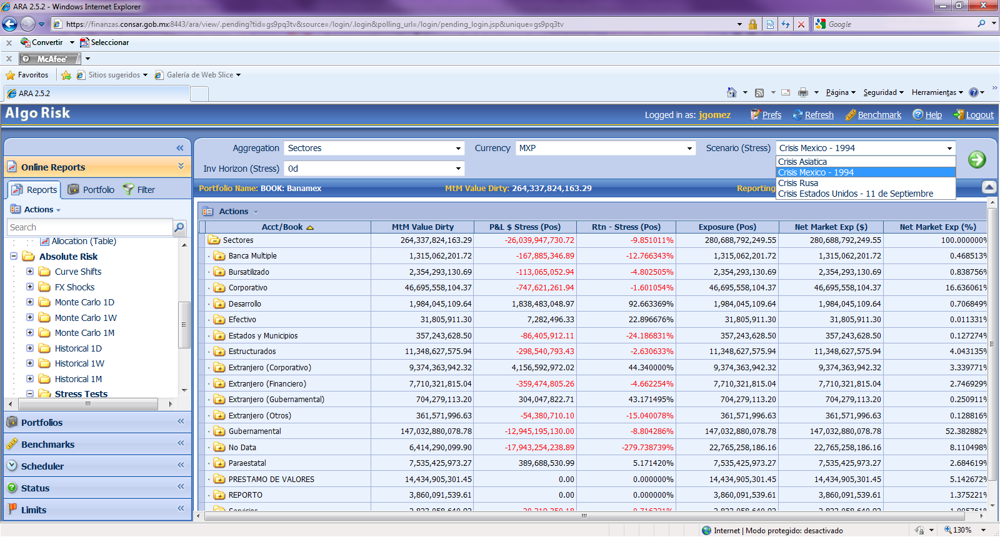 ARA 2.5.2 - Windows Internet Explorer
https://finanzas.consar.gob.mx:8443/ara/view/.pending?tid=gs9pq3tv&source=/login/.login&polling_url=/login/pending_login.jsp&unique=gs9pq3tv
Google
x Convertir Seleccionar
x McAfee
Favoritos Sitios sugeridos Galería de Web Slice
ARA 2.5.2 Página Seguridad Herramientas
Algo Risk Logged in as: jgomez Prefs Refresh Benchmark Help Logout
Aggregation Sectores Currency MXP Scenario (Stress) Crisis Mexico - 1994
Inv Horizon (Stress) 0d
Crisis Asiatica
Crisis Mexico - 1994
Crisis Rusa
Crisis Estados Unidos - 11 de Septiembre
Portfolio Name: BOOK: Banamex MtM Value Dirty: 264,337,824,163.29 Reporting
Online Reports
Reports Portfolio Filter
Actions
Search
Allocation (Table)
Absolute Risk
Curve Shifts
FX Shocks
Monte Carlo 1D
Monte Carlo 1W
Monte Carlo 1M
Historical 1D
Historical 1W
Historical 1M
Stress Tests
Portfolios
Benchmarks
Scheduler
Status
Limits
Actions
Acct/Book MtM Value Dirty P&L $ Stress (Pos) Rtn - Stress (Pos) Exposure (Pos) Net Market Exp ($) Net Market Exp (%)
Sectores 264,337,824,163.29 -26,039,947,730.72 -9.851011% 280,688,792,249.55 280,688,792,249.55 100.000000%
Banca Multiple 1,315,062,201.72 -167,885,346.89 -12.766343% 1,315,062,201.72 1,315,062,201.72 0.468513%
Bursatilizado 2,354,293,130.69 -113,065,052.94 -4.802505% 2,354,293,130.69 2,354,293,130.69 0.838756%
Corporativo 46,695,558,104.37 -747,621,261.94 -1.601054% 46,695,558,104.37 46,695,558,104.37 16.636061%
Desarrollo 1,984,045,109.64 1,838,483,048.97 92.663369% 1,984,045,109.64 1,984,045,109.64 0.706849%
Efectivo 31,805,911.30 7,282,496.33 22.896676% 31,805,911.30 31,805,911.30 0.011331%
Estados y Municipios 357,243,628.50 -86,405,912.11 -24.186831% 357,243,628.50 357,243,628.50 0.127274%
Estructurados 11,348,627,575.94 -298,540,793.43 -2.630633% 11,348,627,575.94 11,348,627,575.94 4.043135%
Extranjero (Corporativo) 9,374,363,942.32 4,156,592,972.02 44.340000% 9,374,363,942.32 9,374,363,942.32 3.339771%
Extranjero (Financiero) 7,710,321,815.04 -359,474,805.26 -4.662254% 7,710,321,815.04 7,710,321,815.04 2.746929%
Extranjero (Gubernamental) 704,279,113.20 304,047,822.71 43.171495% 704,279,113.20 704,279,113.20 0.250911%
Extranjero (Otros) 361,571,996.63 -54,380,710.10 -15.040078% 361,571,996.63 361,571,996.63 0.128816%
Gubernamental 147,032,880,078.78 -12,945,195,130.00 -8.804286% 147,032,880,078.78 147,032,880,078.78 52.382882%
No Data 6,414,290,099.90 -17,943,254,238.89 -279.738739% 22,765,258,186.16 22,765,258,186.16 8.110498%
Paraestatal 7,535,425,973.27 389,688,530.99 5.171420% 7,535,425,973.27 7,535,425,973.27 2.684619%
PRESTAMO DE VALORES 14,434,905,301.45 0.00 0.000000% 14,434,905,301.45 14,434,905,301.45 5.142672%
REPORTO 3,860,091,539.61 0.00 0.000000% 3,860,091,539.61 3,860,091,539.61 1.375221%
Internet | Modo protegido: desactivado 130%